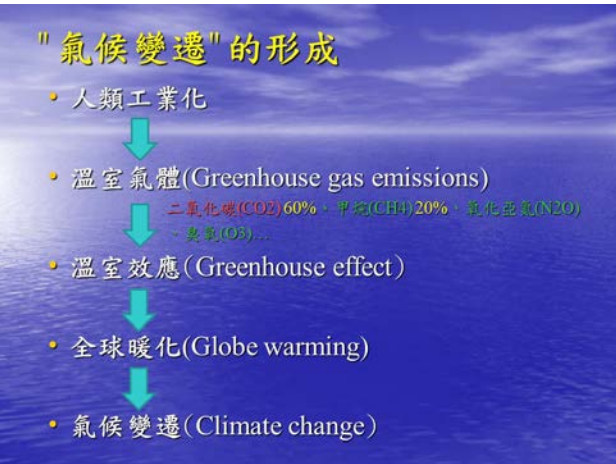 "氣候變遷"的形成
• 人類工業化
• 溫室氣體(Greenhouse gas emissions)
二氧化碳(CO2)60%、甲烷(CH4)20%、氧化亞氮(N2O)
、臭氧(O3)…
• 溫室效應(Greenhouse effect)
• 全球暖化(Globe warming)
• 氣候變遷(Climate change)